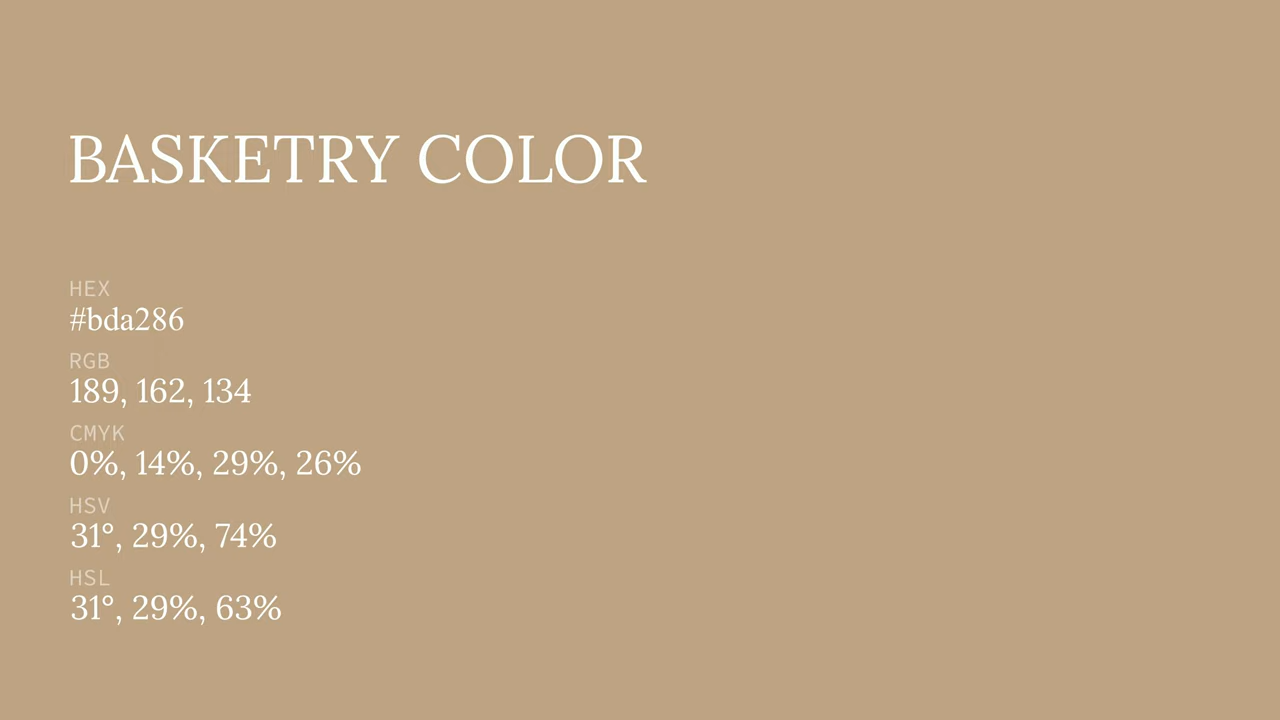 BASKETRY COLOR
HEX
#bda286
RGB
189, 162, 134
CMYK
0%, 14%, 29%, 26%
HSV
31°, 29%, 74%
HSL
31°, 29%, 63%